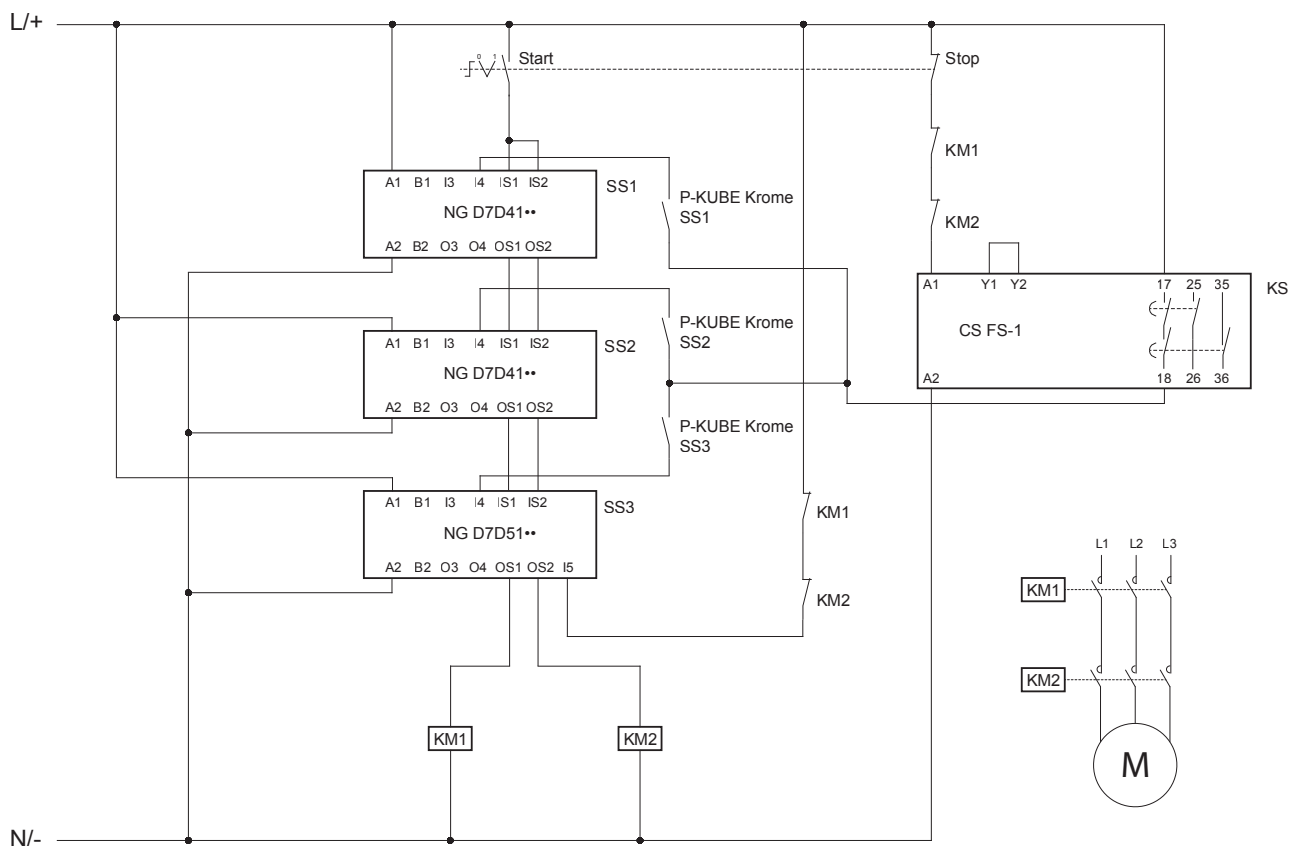 L/+
0 1
Start
Stop
KM1
A1 B1 I3 I4 IS1 IS2
SS1
P-KUBE Krome
SS1
NG D7D41••
KM2
A2 B2 O3 O4 OS1 OS2
A1 Y1 Y2 17 25 35
KS
P-KUBE Krome
SS2
CS FS-1
A1 B1 I3 I4 IS1 IS2
SS2
NG D7D41••
A2 18 26 36
A2 B2 O3 O4 OS1 OS2
P-KUBE Krome
SS3
A1 B1 I3 I4 IS1 IS2
SS3
KM1
NG D7D51••
L1 L2 L3
A2 B2 O3 O4 OS1 OS2 I5
KM1
KM2
KM2
KM1
KM2
M
N/-